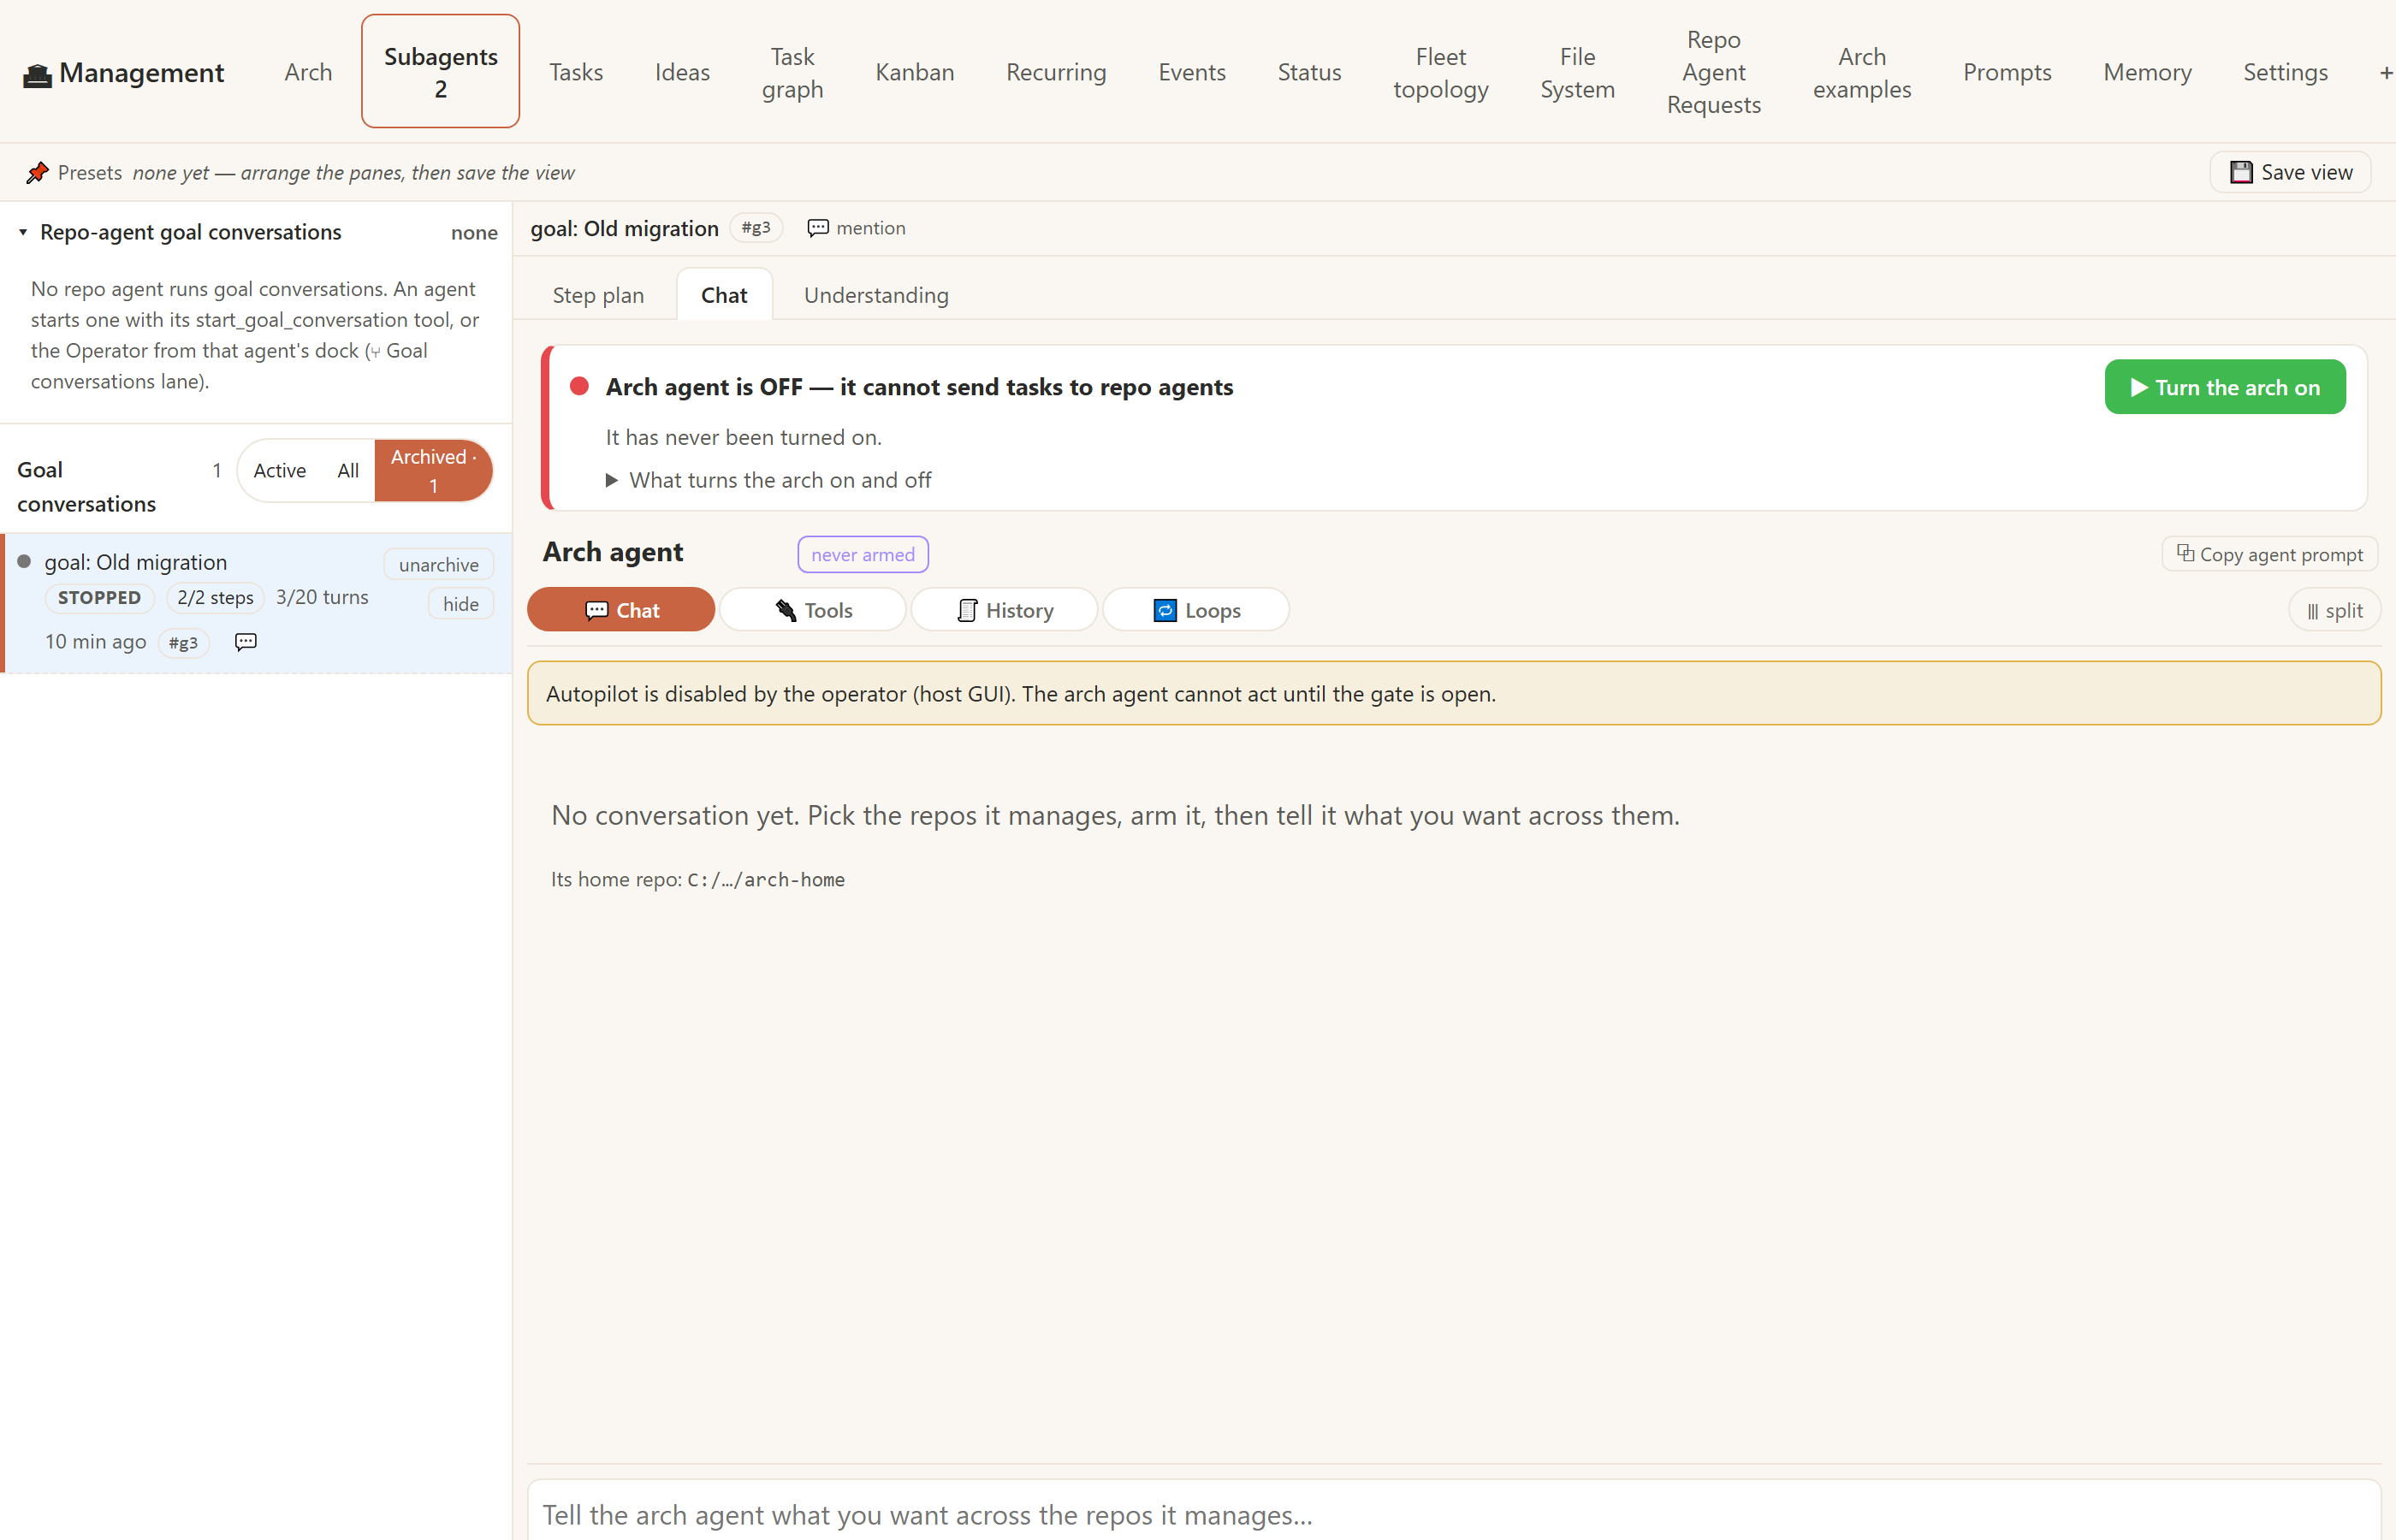 Management
Arch
Subagents
2
Tasks
Ideas
Task
graph
Kanban
Recurring
Events
Status
Fleet
topology
File
System
Repo
Agent
Requests
Arch
examples
Prompts
Memory
Settings
+
Presets none yet — arrange the panes, then save the view
Save view
Repo-agent goal conversations none
No repo agent runs goal conversations. An agent
starts one with its start_goal_conversation tool, or
the Operator from that agent's dock (⑂ Goal
conversations lane).
Goal
conversations
1
Active
All
Archived ·
1
goal: Old migration
unarchive
STOPPED 2/2 steps 3/20 turns
hide
10 min ago #g3
goal: Old migration #g3 mention
Step plan
Chat
Understanding
Arch agent is OFF — it cannot send tasks to repo agents
▶ Turn the arch on
It has never been turned on.
▶ What turns the arch on and off
Arch agent
never armed
Copy agent prompt
Chat
Tools
History
Loops
split
Autopilot is disabled by the operator (host GUI). The arch agent cannot act until the gate is open.
No conversation yet. Pick the repos it manages, arm it, then tell it what you want across them.
Its home repo: C:/…/arch-home
Tell the arch agent what you want across the repos it manages...